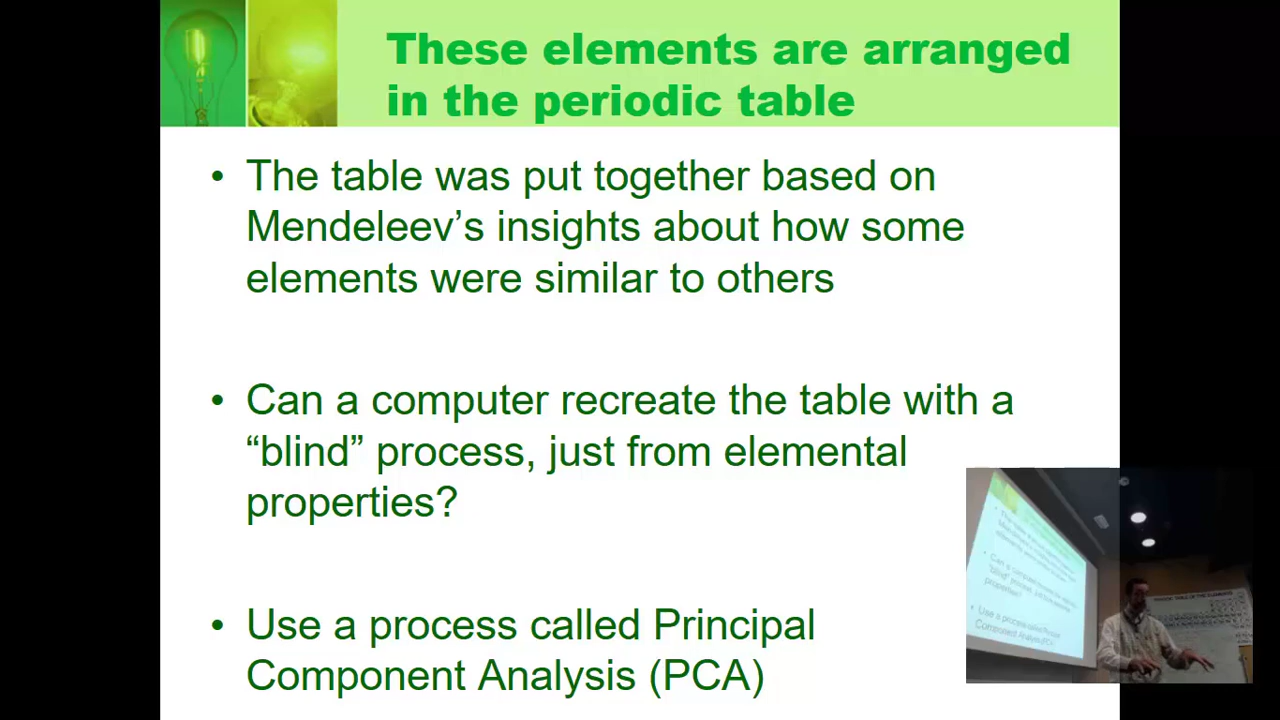 These elements are arranged
in the periodic table
• The table was put together based on
Mendeleev’s insights about how some
elements were similar to others
• Can a computer recreate the table with a
“blind” process, just from elemental
properties?
• Use a process called Principal
Component Analysis (PCA)